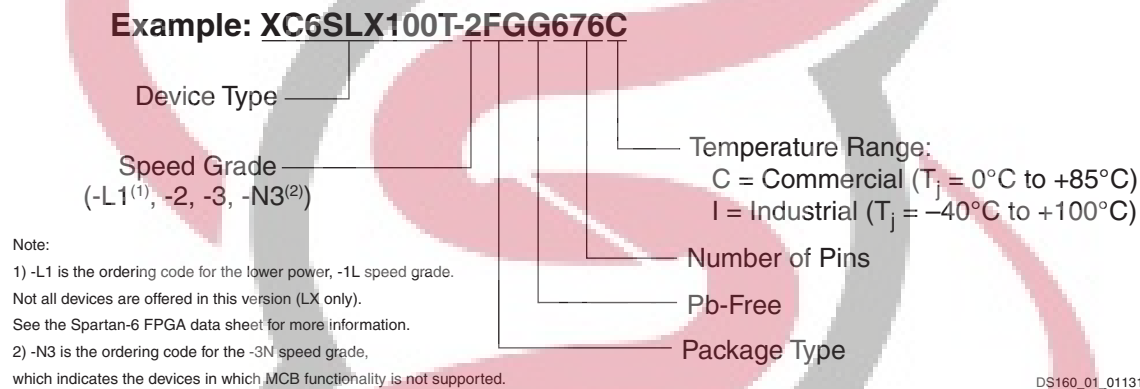 Example: XC6SLX100T-2FGG676C
Device Type
Speed Grade
(-L1(1), -2, -3, -N3(2))
Temperature Range:
C = Commercial (Tj = 0°C to +85°C)
I = Industrial (Tj = –40°C to +100°C)
Number of Pins
Pb-Free
Package Type
Note:
1) -L1 is the ordering code for the lower power, -1L speed grade.
Not all devices are offered in this version (LX only).
See the Spartan-6 FPGA data sheet for more information.
2) -N3 is the ordering code for the -3N speed grade,
which indicates the devices in which MCB functionality is not supported.